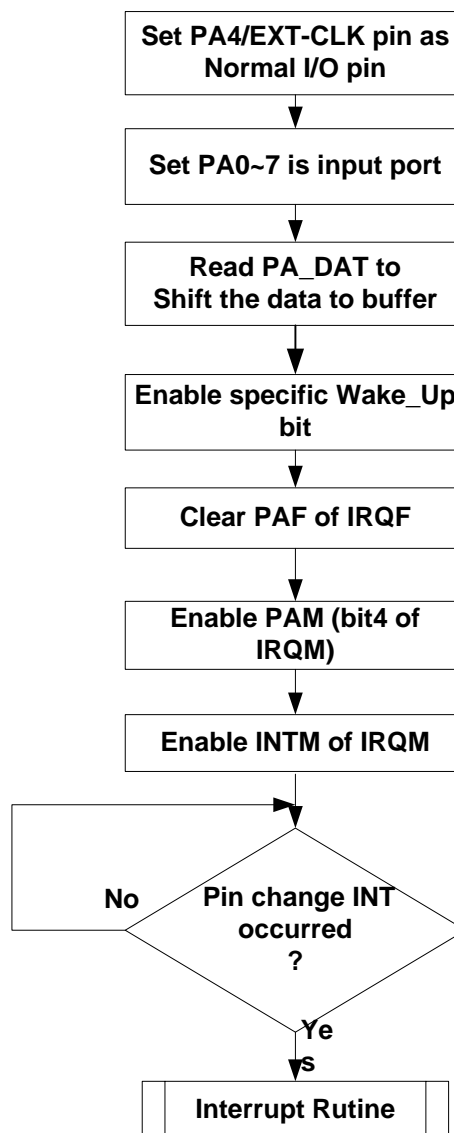 Set PA4/EXT-CLK pin as
Normal I/O pin
Set PA0~7 is input port
Read PA_DAT to
Shift the data to buffer
Enable specific Wake_Up
bit
Clear PAF of IRQF
Enable PAM (bit4 of
IRQM)
Enable INTM of IRQM
No
Pin change INT
occurred
?
Ye
s
Interrupt Rutine